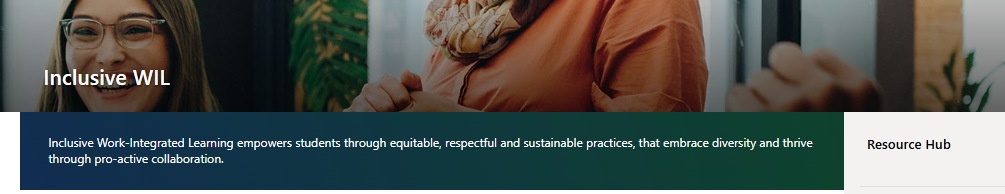 Inclusive WIL
Inclusive Work-Integrated Learning empowers students through equitable, respectful and sustainable practices, that embrace diversity and thrive
through pro-active collaboration.
Resource Hub